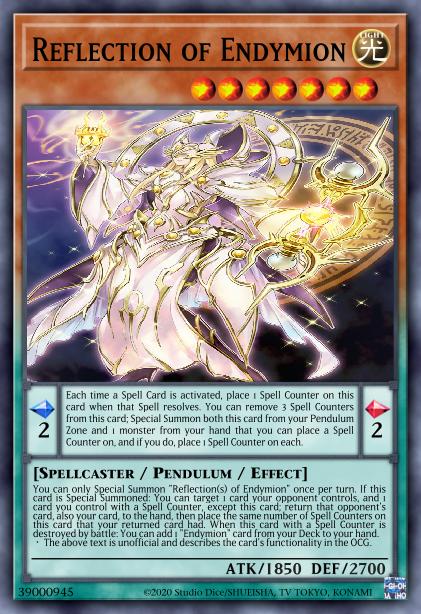 REFLECTION OF ENDYMION
LIGHT
光
Each time a Spell Card is activated, place 1 Spell Counter on this
card when that Spell resolves. You can remove 3 Spell Counters
from this card; Special Summon both this card from your Pendulum
Zone and 1 monster from your hand that you can place a Spell
Counter on, and if you do, place 1 Spell Counter on each.
2
2
[SPELLCASTER / PENDULUM / EFFECT]
You can only Special Summon "Reflection(s) of Endymion" once per turn. If this
card is Special Summoned: You can target 1 card your opponent controls, and 1
card you control with a Spell Counter, except this card; return that opponent's
card, also your card, to the hand, then place the same number of Spell Counters on
this card that your returned card had. When this card with a Spell Counter is
destroyed by battle: You can add 1 "Endymion" card from your Deck to your hand.
· The above text is unofficial and describes the card's functionality in the OCG.
ATK/1850 DEF/2700
39000945
©2020 Studio Dice/SHUEISHA, TV TOKYO, KONAMI